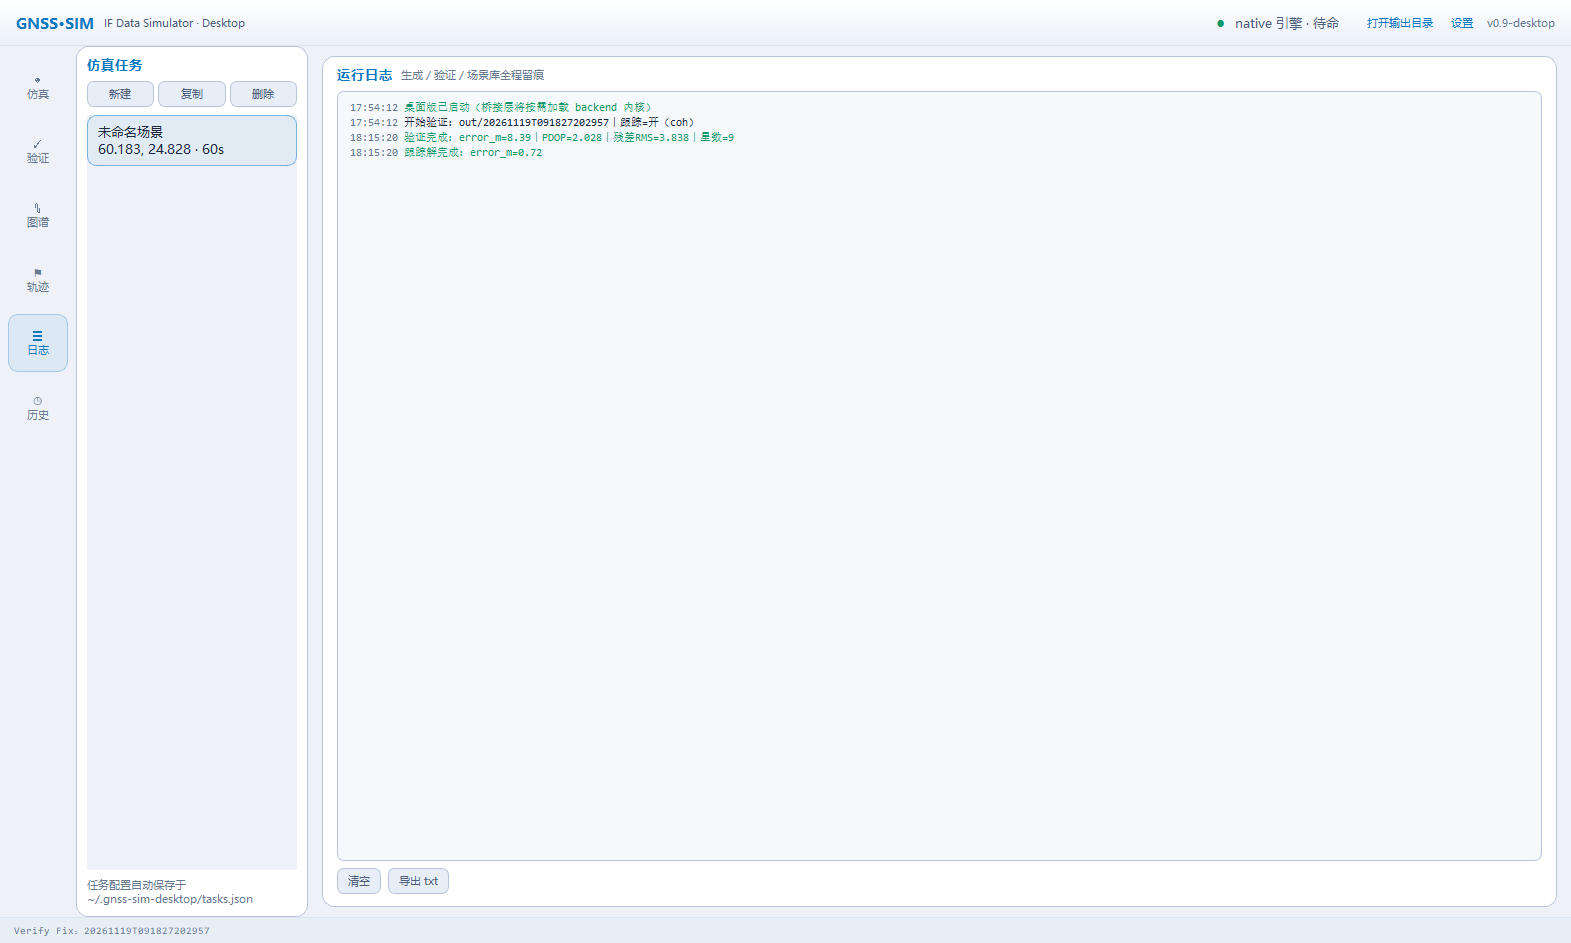 GNSS•SIM IF Data Simulator · Desktop
native 引擎 · 待命 打开输出目录 设置 v0.9-desktop
仿真
验证
图谱
轨迹
日志
历史
仿真任务
新建 复制 删除
未命名场景
60.183, 24.828 · 60s
任务配置自动保存于
~/.gnss-sim-desktop/tasks.json
运行日志 生成 / 验证 / 场景库全程留痕
17:54:12 桌面版已启动（桥接层将按需加载 backend 内核）
17:54:12 开始验证: out/20261119T091827202957｜跟踪=开（coh）
18:15:20 验证完成: error_m=8.39｜PDOP=2.028｜残差RMS=3.838｜星数=9
18:15:20 跟踪解完成: error_m=0.72
清空 导出 txt
Verify Fix: 20261119T091827202957